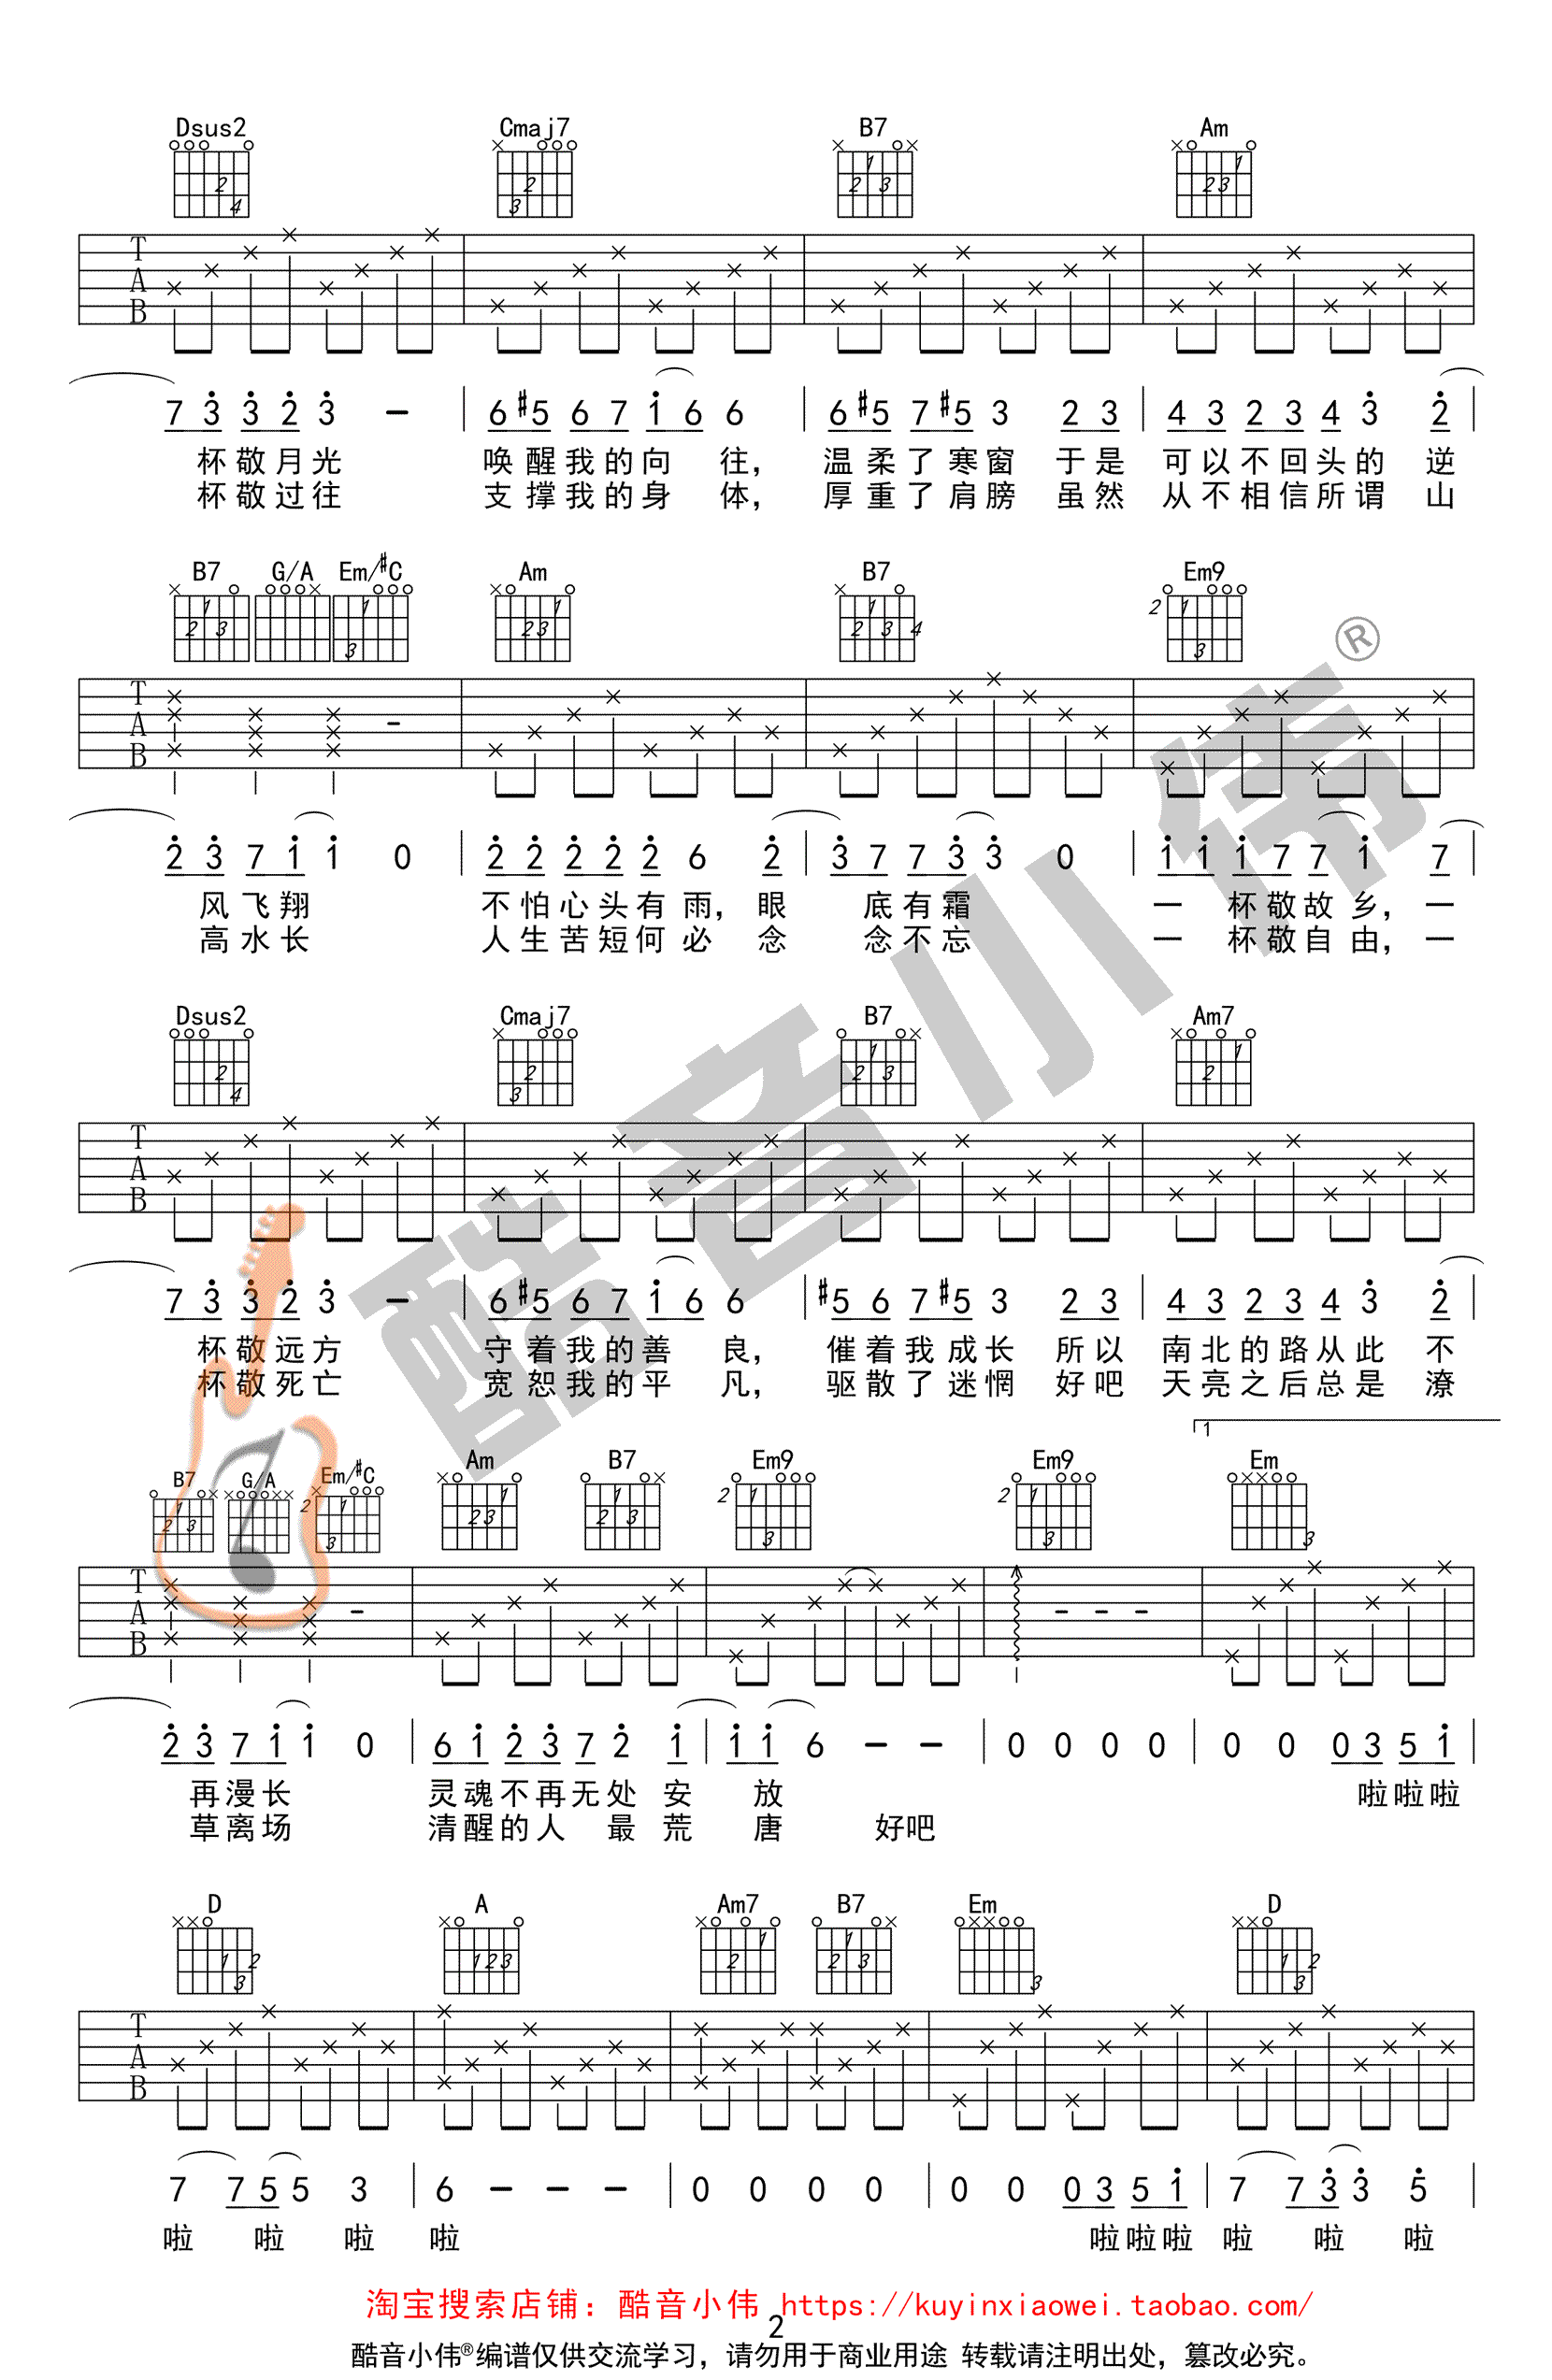 Dsus2 Cmaj7 B7 Am
T
A
B
7 3 3 2 3 - | 6 #5 6 7 1 6 6 | 6 #5 7 #5 3 2 3 | 4 3 2 3 4 3 2 |
杯敬月光 唤醒我的向 往， 温柔了寒窗 于是 可以不回头的 逆
杯敬过往 支撑我的身 体， 厚重了肩膀 虽然 从不相信所谓 山
B7 G/A Em/#C Am B7 Em9
2
T
A
B
2 3 7 1 1 0 | 2 2 2 2 2 6 2 | 3 7 7 3 3 0 | 1 1 1 7 7 1 7 |
风飞翔 不怕心头有雨， 眼 底有霜 一 杯敬故乡， 一
高水长 人生苦短何必 念 念不忘 一 杯敬自由， 一
Dsus2 Cmaj7 B7 Am7
T
A
B
7 3 3 2 3 - | 6 #5 6 7 1 6 6 | #5 6 7 #5 3 2 3 | 4 3 2 3 4 3 2 |
杯敬远方 守着我的善 良， 催着我成长 所以 南北的路从此 不
杯敬死亡 宽恕我的平 凡， 驱散了迷惘 好吧 天亮之后总是 潦
1
B7 G/A Em/#C Am B7 Em9 Em9 Em
2 2 2
T
A
B
2 3 7 1 1 0 | 6 1 2 3 7 2 1 | 1 1 6 - - | 0 0 0 0 | 0 0 0 3 5 1 |
再漫长 灵魂不再无处 安 放 啦啦啦
草离场 清醒的人 最 荒 唐 好吧
D A Am7 B7 Em D
T
A
B
7 7 5 5 3 | 6 - - - | 0 0 0 0 | 0 0 0 3 5 1 | 7 7 3 3 5 |
啦 啦 啦 啦 啦啦啦 啦 啦 啦
淘宝搜索店铺：酷音小伟 https://kuyinxiaowei.taobao.com/
2
酷音小伟®编谱仅供交流学习，请勿用于商业用途 转载请注明出处，篡改必究。
酷音小伟®